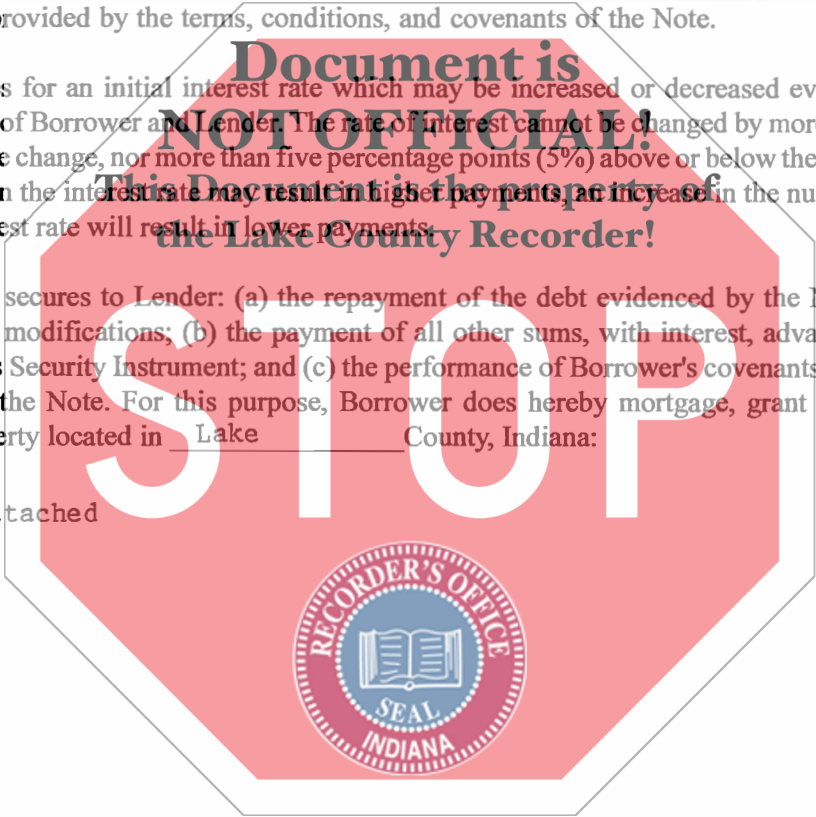 rovided by the terms, conditions, and covenants of the Note.
Document is
s for an initial interest rate which may be increased or decreased ev
NOT OFFICIAL!
of Borrower and Lender. The rate of interest cannot be changed by mor
e change, nor more than five percentage points (5%) above or below the
This Document is the property of
n the interest rate may result in higher payments, an increase in the nu
the Lake County Recorder!
est rate will result in lower payments.
secures to Lender: (a) the repayment of the debt evidenced by the N
modifications; (b) the payment of all other sums, with interest, adva
s Security Instrument; and (c) the performance of Borrower's covenants
the Note. For this purpose, Borrower does hereby mortgage, grant
erty located in Lake County, Indiana:
STOP
tached
RECORDER'S OFFICE
SEAL
INDIANA